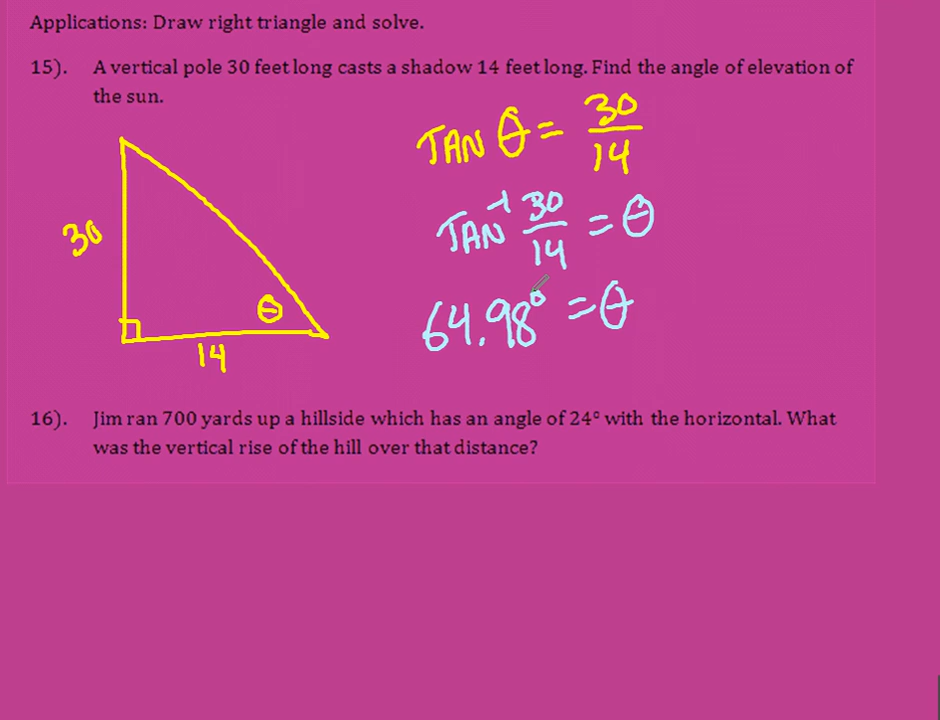 Applications: Draw right triangle and solve.
15). A vertical pole 30 feet long casts a shadow 14 feet long. Find the angle of elevation of
the sun.
TAN θ = 30/14
30
TAN⁻¹ 30/14 = θ
θ
64.98° = θ
14
16). Jim ran 700 yards up a hillside which has an angle of 24° with the horizontal. What
was the vertical rise of the hill over that distance?